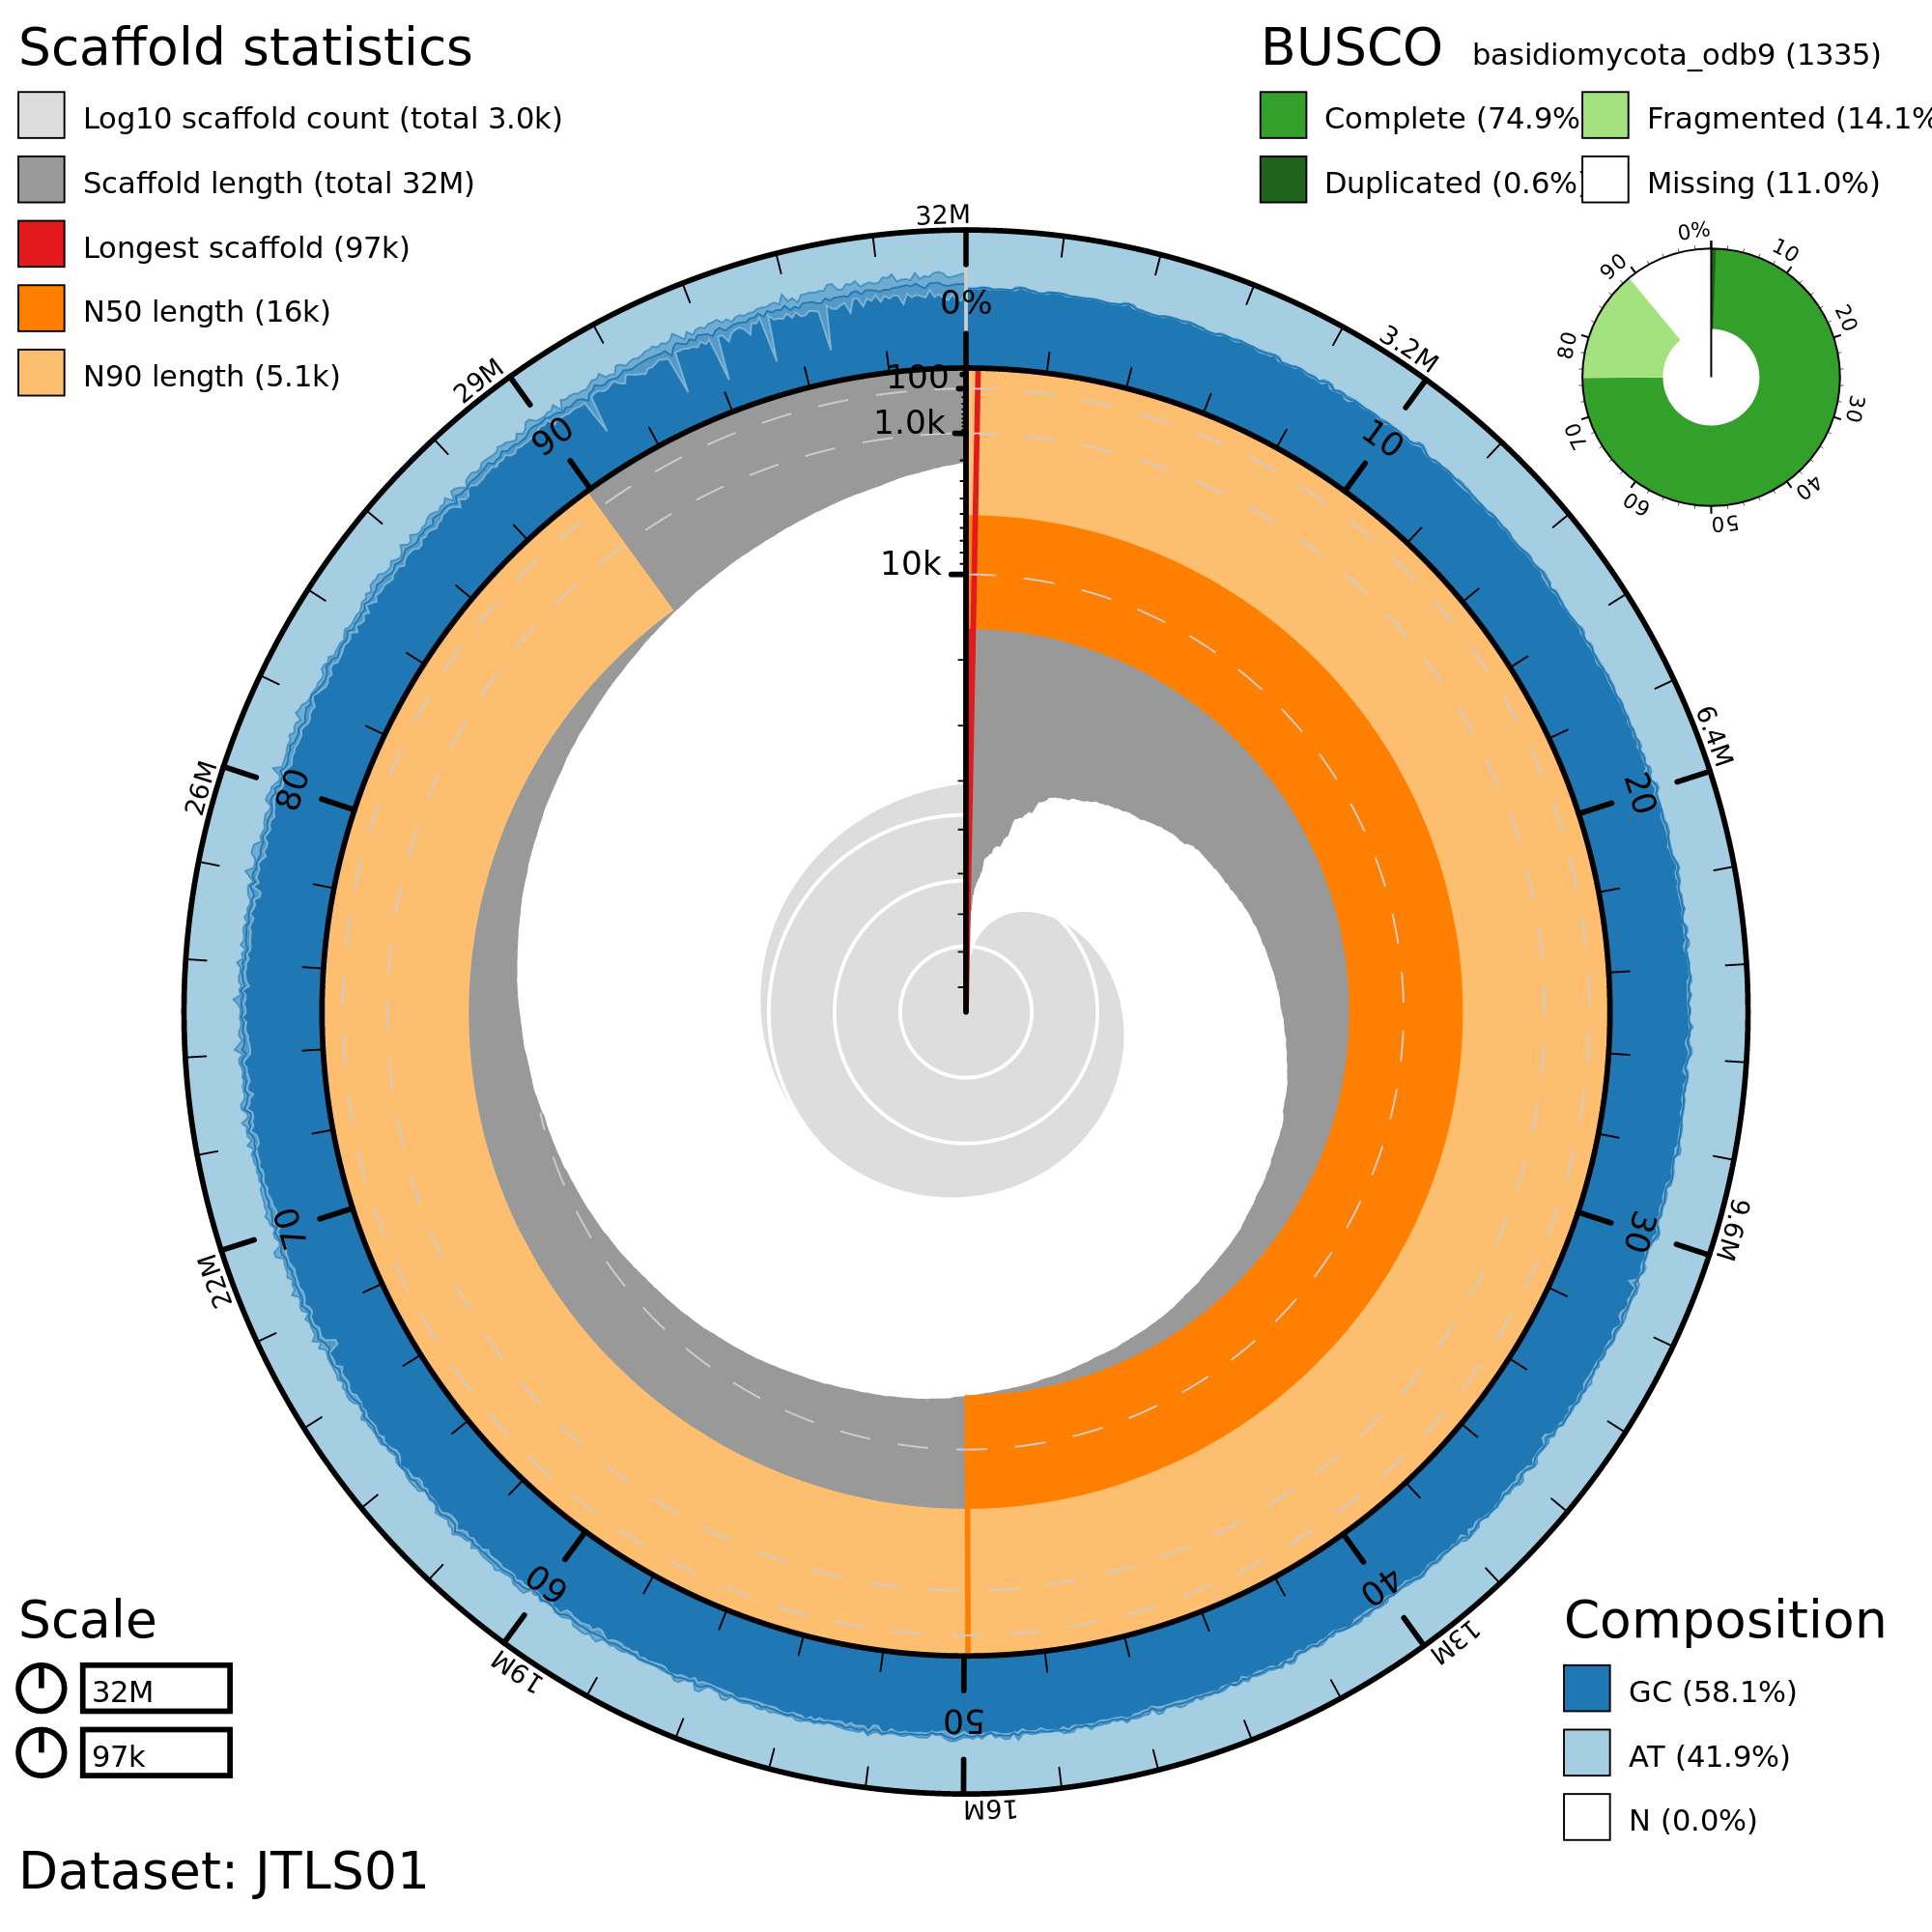 Scaffold statistics
Log10 scaffold count (total 3.0k)
Scaffold length (total 32M)
Longest scaffold (97k)
N50 length (16k)
N90 length (5.1k)
BUSCO basidiomycota_odb9 (1335)
Complete (74.9% Fragmented (14.1%
Duplicated (0.6%) Missing (11.0%)
0%
10
20
30
40
50
60
70
80
90
32M
3.2M
6.4M
9.6M
13M
16M
19M
22M
26M
29M
0%
10
20
30
40
50
60
70
80
90
100
1.0k
10k
Scale
32M
97k
Composition
GC (58.1%)
AT (41.9%)
N (0.0%)
Dataset: JTLS01